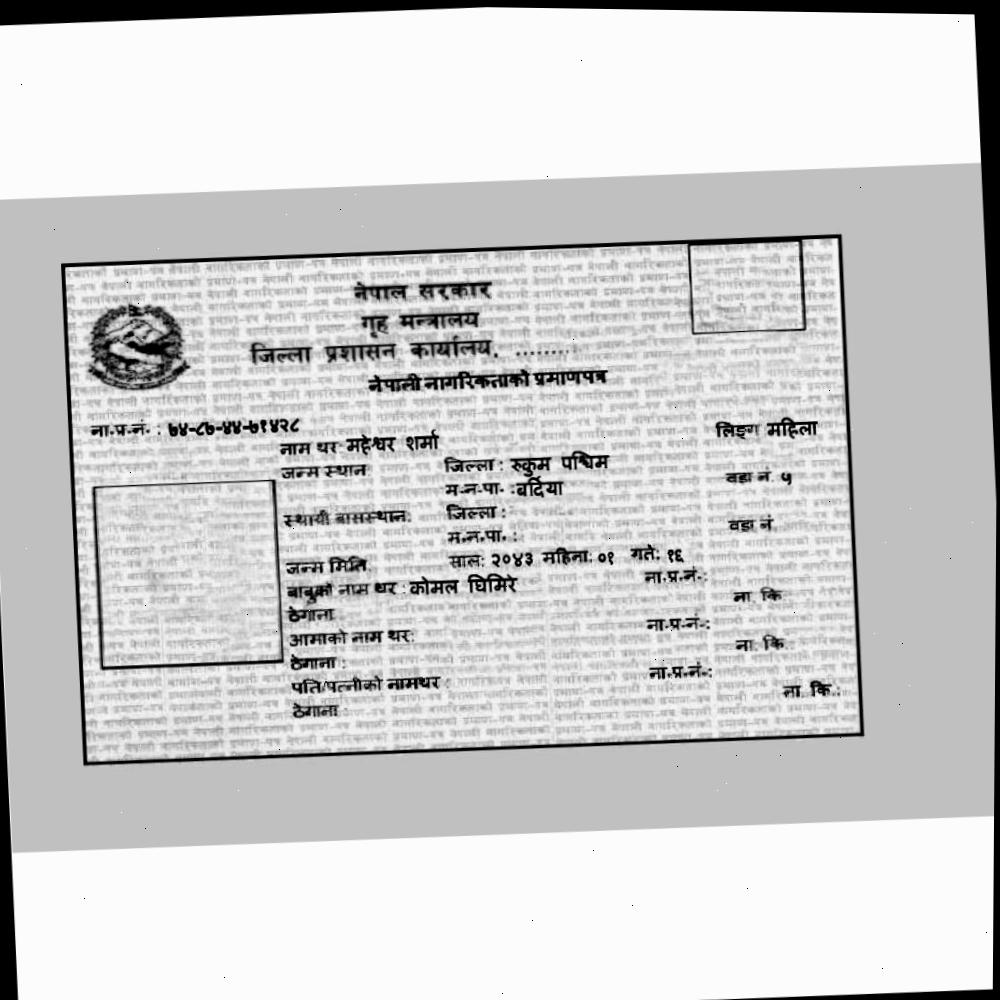 नेपाल सरकार
गृह मन्त्रालय
जिल्ला प्रशासन कार्यालय, .........
नेपाली नागरिकताको प्रमाणपत्र
ना.प्र.नं. : ७४-८७-४४-७१४२८ लिङ्ग महिला
नाम थर महेश्वर शर्मा
जन्म स्थान जिल्ला : रुकुम पश्चिम वडा नं. ५
म.न.पा. : बर्दिया
स्थायी बासस्थान: जिल्ला : वडा नं.
म.न.पा. :
जन्म मिति: साल: २०४३ महिना: ०१ गते: १६
बाबुको नाम थर : कोमल घिमिरे ना.प्र.नं.:
ठेगाना ना. कि.:
आमाको नाम थर: ना.प्र.नं.:
ठेगाना : ना. कि.:
पति/पत्नीको नामथर : ना.प्र.नं.:
ठेगाना : ना. कि.: